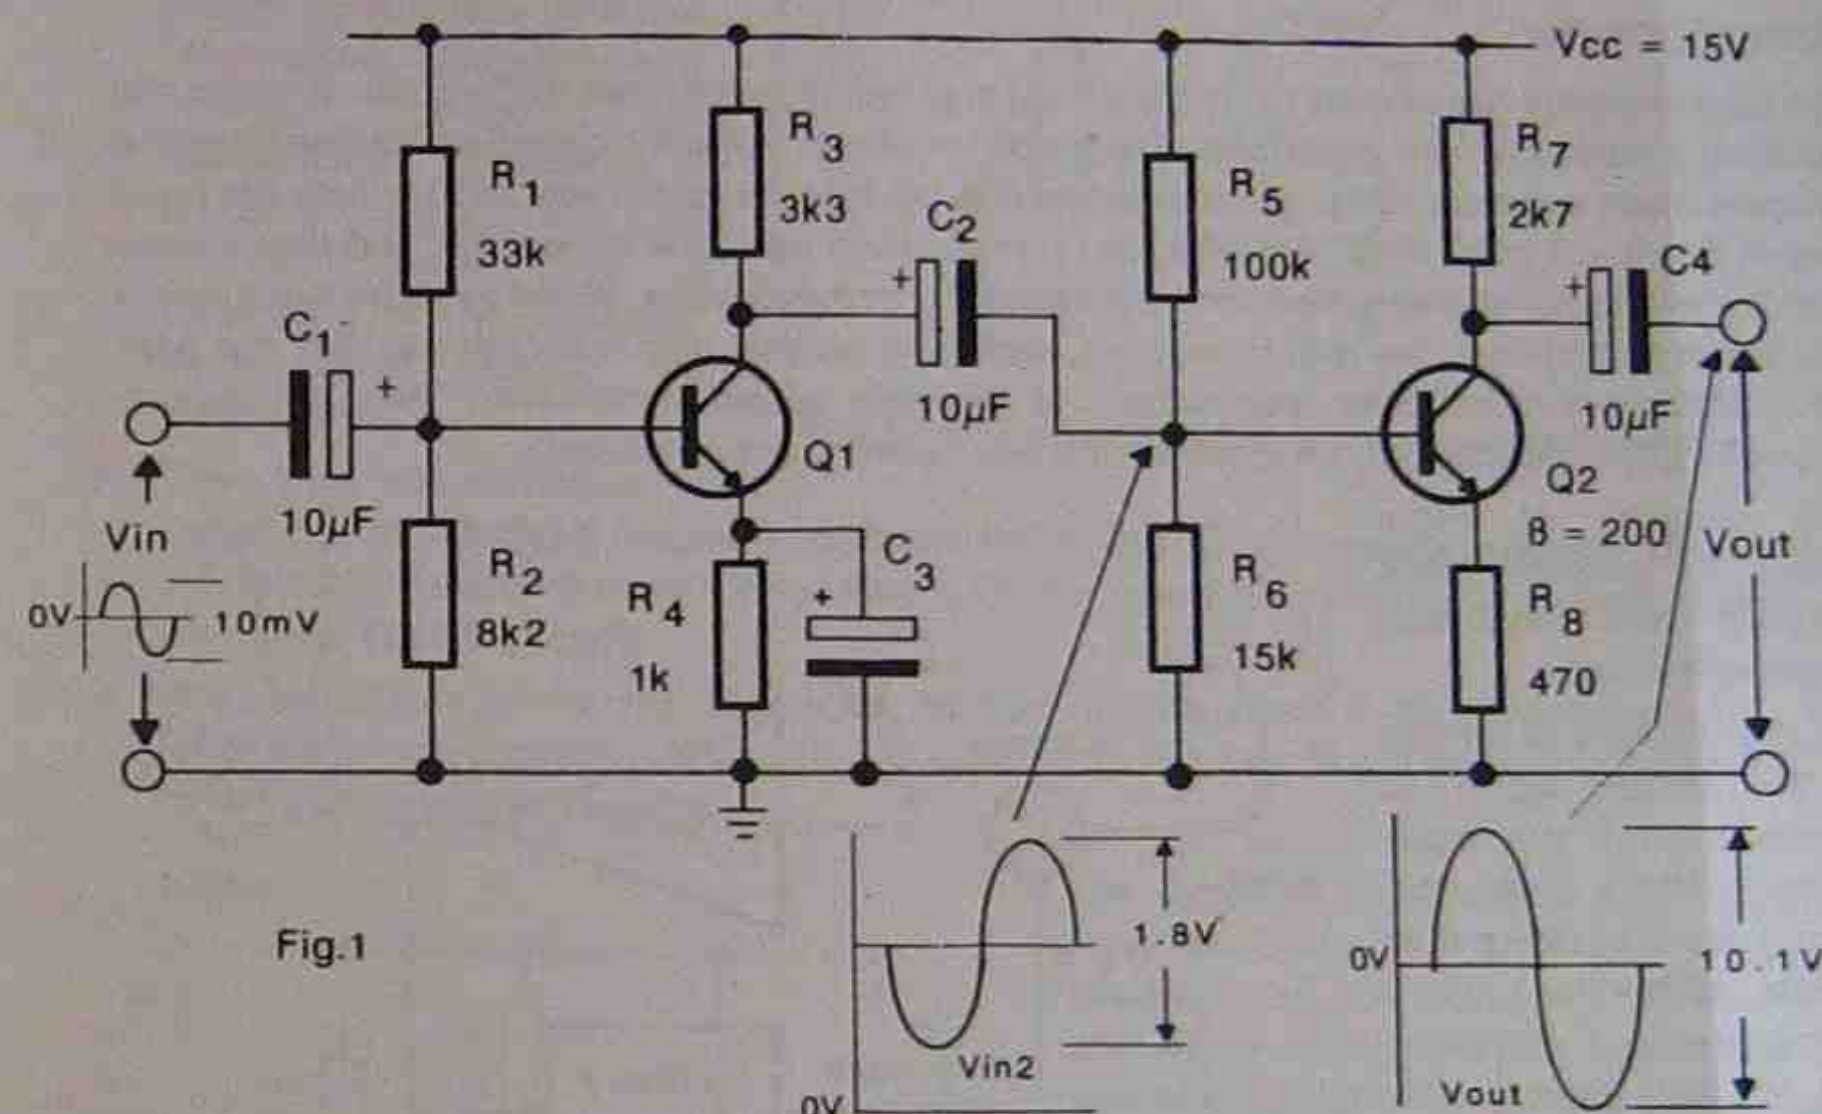 Vcc = 15V
R1
33k
R3
3k3
C2
+
10µF
R5
100k
R7
2k7
C4
+
10µF
C1
+
10µF
Vin
0V
10mV
R2
8k2
Q1
R4
1k
C3
+
R6
15k
Q2
β = 200
R8
470
Vout
Fig.1
1.8V
Vin2
0V
0V
10.1V
Vout